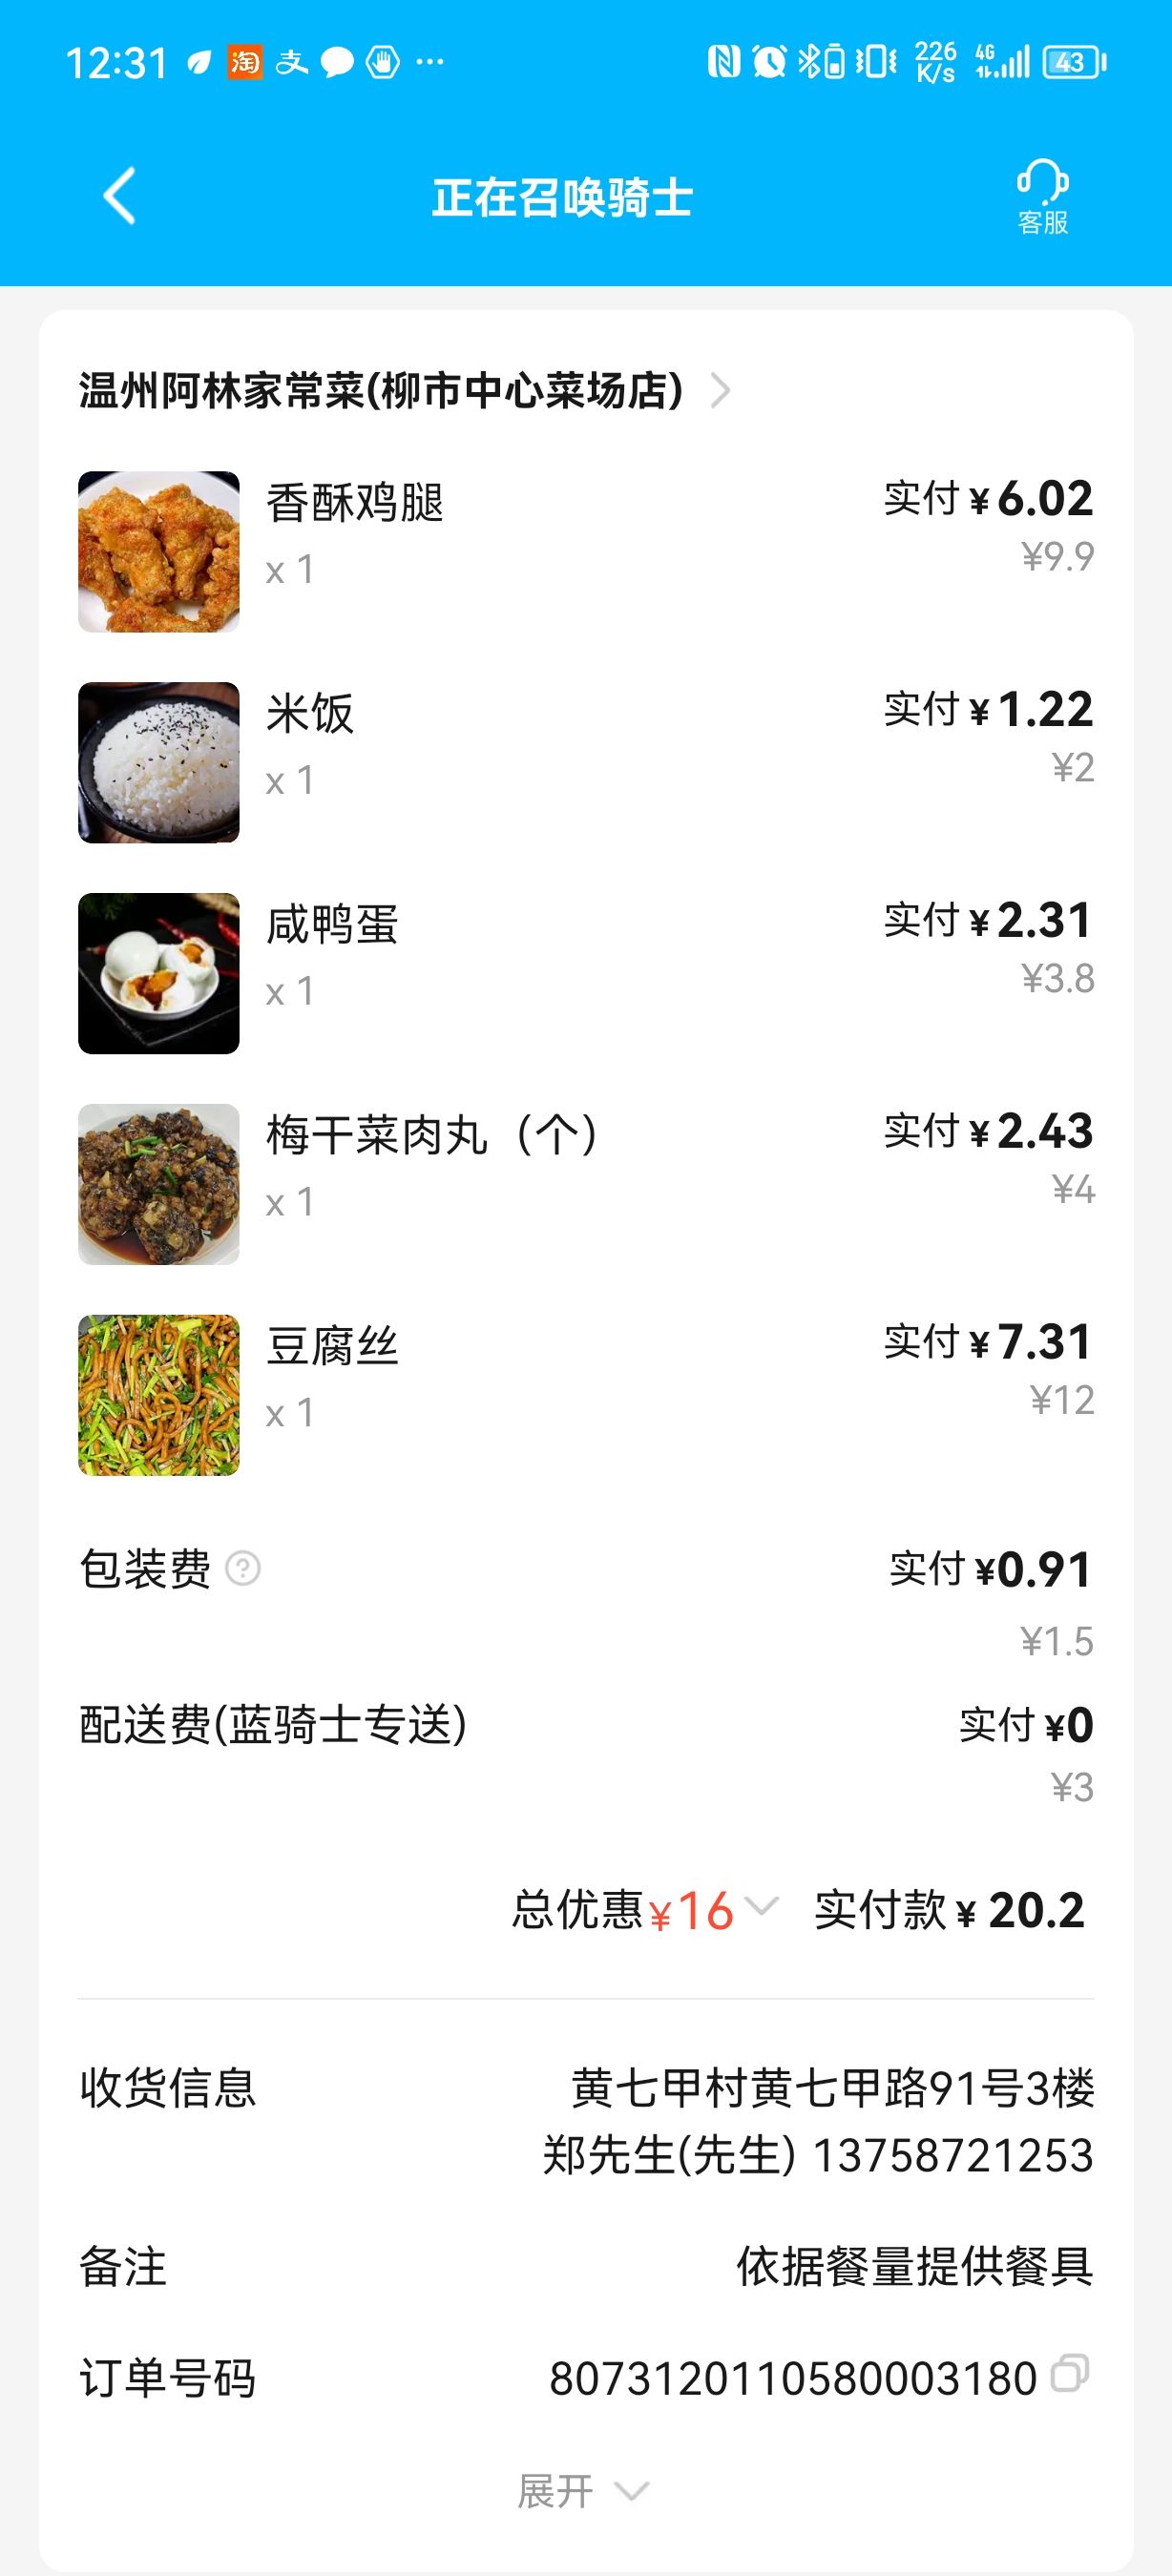 12:31 淘 支 ... 226 K/s 4G 43
正在召唤骑士
客服
温州阿林家常菜(柳市中心菜场店)
香酥鸡腿 实付 ¥6.02
x 1 ¥9.9
米饭 实付 ¥1.22
x 1 ¥2
咸鸭蛋 实付 ¥2.31
x 1 ¥3.8
梅干菜肉丸（个） 实付 ¥2.43
x 1 ¥4
豆腐丝 实付 ¥7.31
x 1 ¥12
包装费 ? 实付 ¥0.91
¥1.5
配送费(蓝骑士专送) 实付 ¥0
¥3
总优惠¥16 实付款 ¥ 20.2
收货信息 黄七甲村黄七甲路91号3楼
郑先生(先生) 13758721253
备注 依据餐量提供餐具
订单号码 8073120110580003180
展开